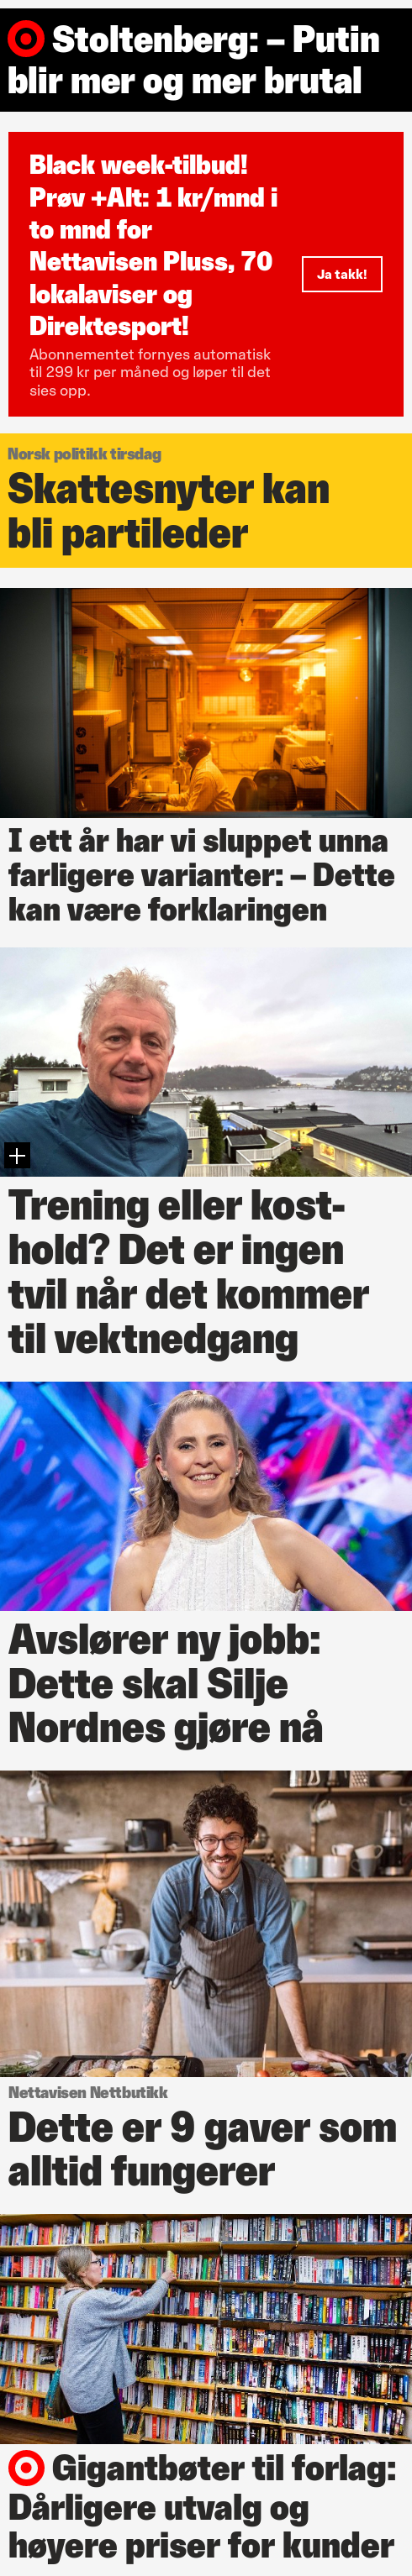 Stoltenberg: – Putin
blir mer og mer brutal
Black week-tilbud!
Prøv +Alt: 1 kr/mnd i
to mnd for
Nettavisen Pluss, 70
lokalaviser og
Direktesport!
Ja takk!
Abonnementet fornyes automatisk
til 299 kr per måned og løper til det
sies opp.
Norsk politikk tirsdag
Skattesnyter kan
bli partileder
I ett år har vi sluppet unna
farligere varianter: – Dette
kan være forklaringen
Trening eller kost-
hold? Det er ingen
tvil når det kommer
til vektnedgang
Avslører ny jobb:
Dette skal Silje
Nordnes gjøre nå
Nettavisen Nettbutikk
Dette er 9 gaver som
alltid fungerer
Gigantbøter til forlag:
Dårligere utvalg og
høyere priser for kunder